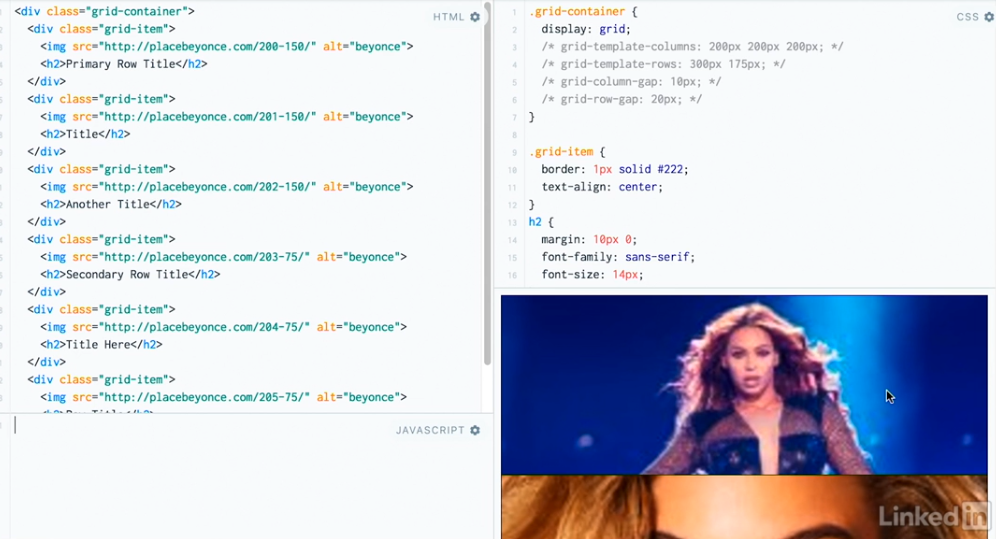 HTML
<div class="grid-container">
<div class="grid-item">
<img src="http://placebeyonce.com/200-150/" alt="beyonce">
<h2>Primary Row Title</h2>
</div>
<div class="grid-item">
<img src="http://placebeyonce.com/201-150/" alt="beyonce">
<h2>Title</h2>
</div>
<div class="grid-item">
<img src="http://placebeyonce.com/202-150/" alt="beyonce">
<h2>Another Title</h2>
</div>
<div class="grid-item">
<img src="http://placebeyonce.com/203-75/" alt="beyonce">
<h2>Secondary Row Title</h2>
</div>
<div class="grid-item">
<img src="http://placebeyonce.com/204-75/" alt="beyonce">
<h2>Title Here</h2>
</div>
<div class="grid-item">
<img src="http://placebeyonce.com/205-75/" alt="beyonce">
JAVASCRIPT
CSS
1 .grid-container {
2 display: grid;
3 /* grid-template-columns: 200px 200px 200px; */
4 /* grid-template-rows: 300px 175px; */
5 /* grid-column-gap: 10px; */
6 /* grid-row-gap: 20px; */
7 }
8
9 .grid-item {
10 border: 1px solid #222;
11 text-align: center;
12 }
13 h2 {
14 margin: 10px 0;
15 font-family: sans-serif;
16 font-size: 14px;
Linked in